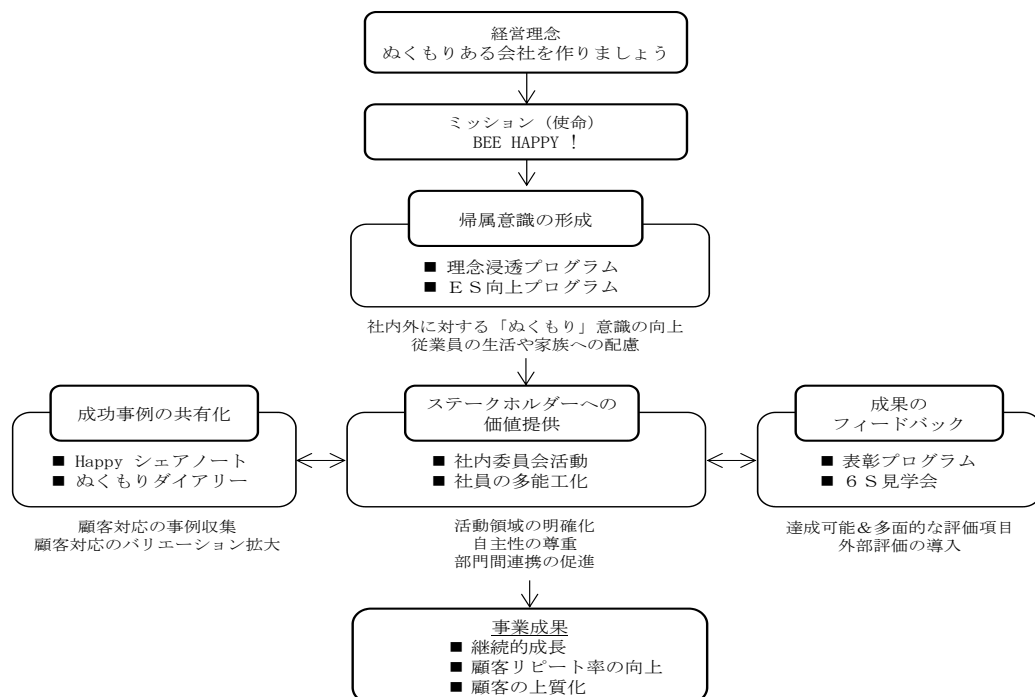 経営理念
ぬくもりある会社を作りましょう
ミッション（使命）
BEE HAPPY ！
帰属意識の形成
■ 理念浸透プログラム
■ ＥＳ向上プログラム
社内外に対する「ぬくもり」意識の向上
従業員の生活や家族への配慮
成功事例の共有化
■ Happy シェアノート
■ ぬくもりダイアリー
顧客対応の事例収集
顧客対応のバリエーション拡大
ステークホルダーへの
価値提供
■ 社内委員会活動
■ 社員の多能工化
活動領域の明確化
自主性の尊重
部門間連携の促進
成果の
フィードバック
■ 表彰プログラム
■ ６Ｓ見学会
達成可能＆多面的な評価項目
外部評価の導入
事業成果
■ 継続的成長
■ 顧客リピート率の向上
■ 顧客の上質化